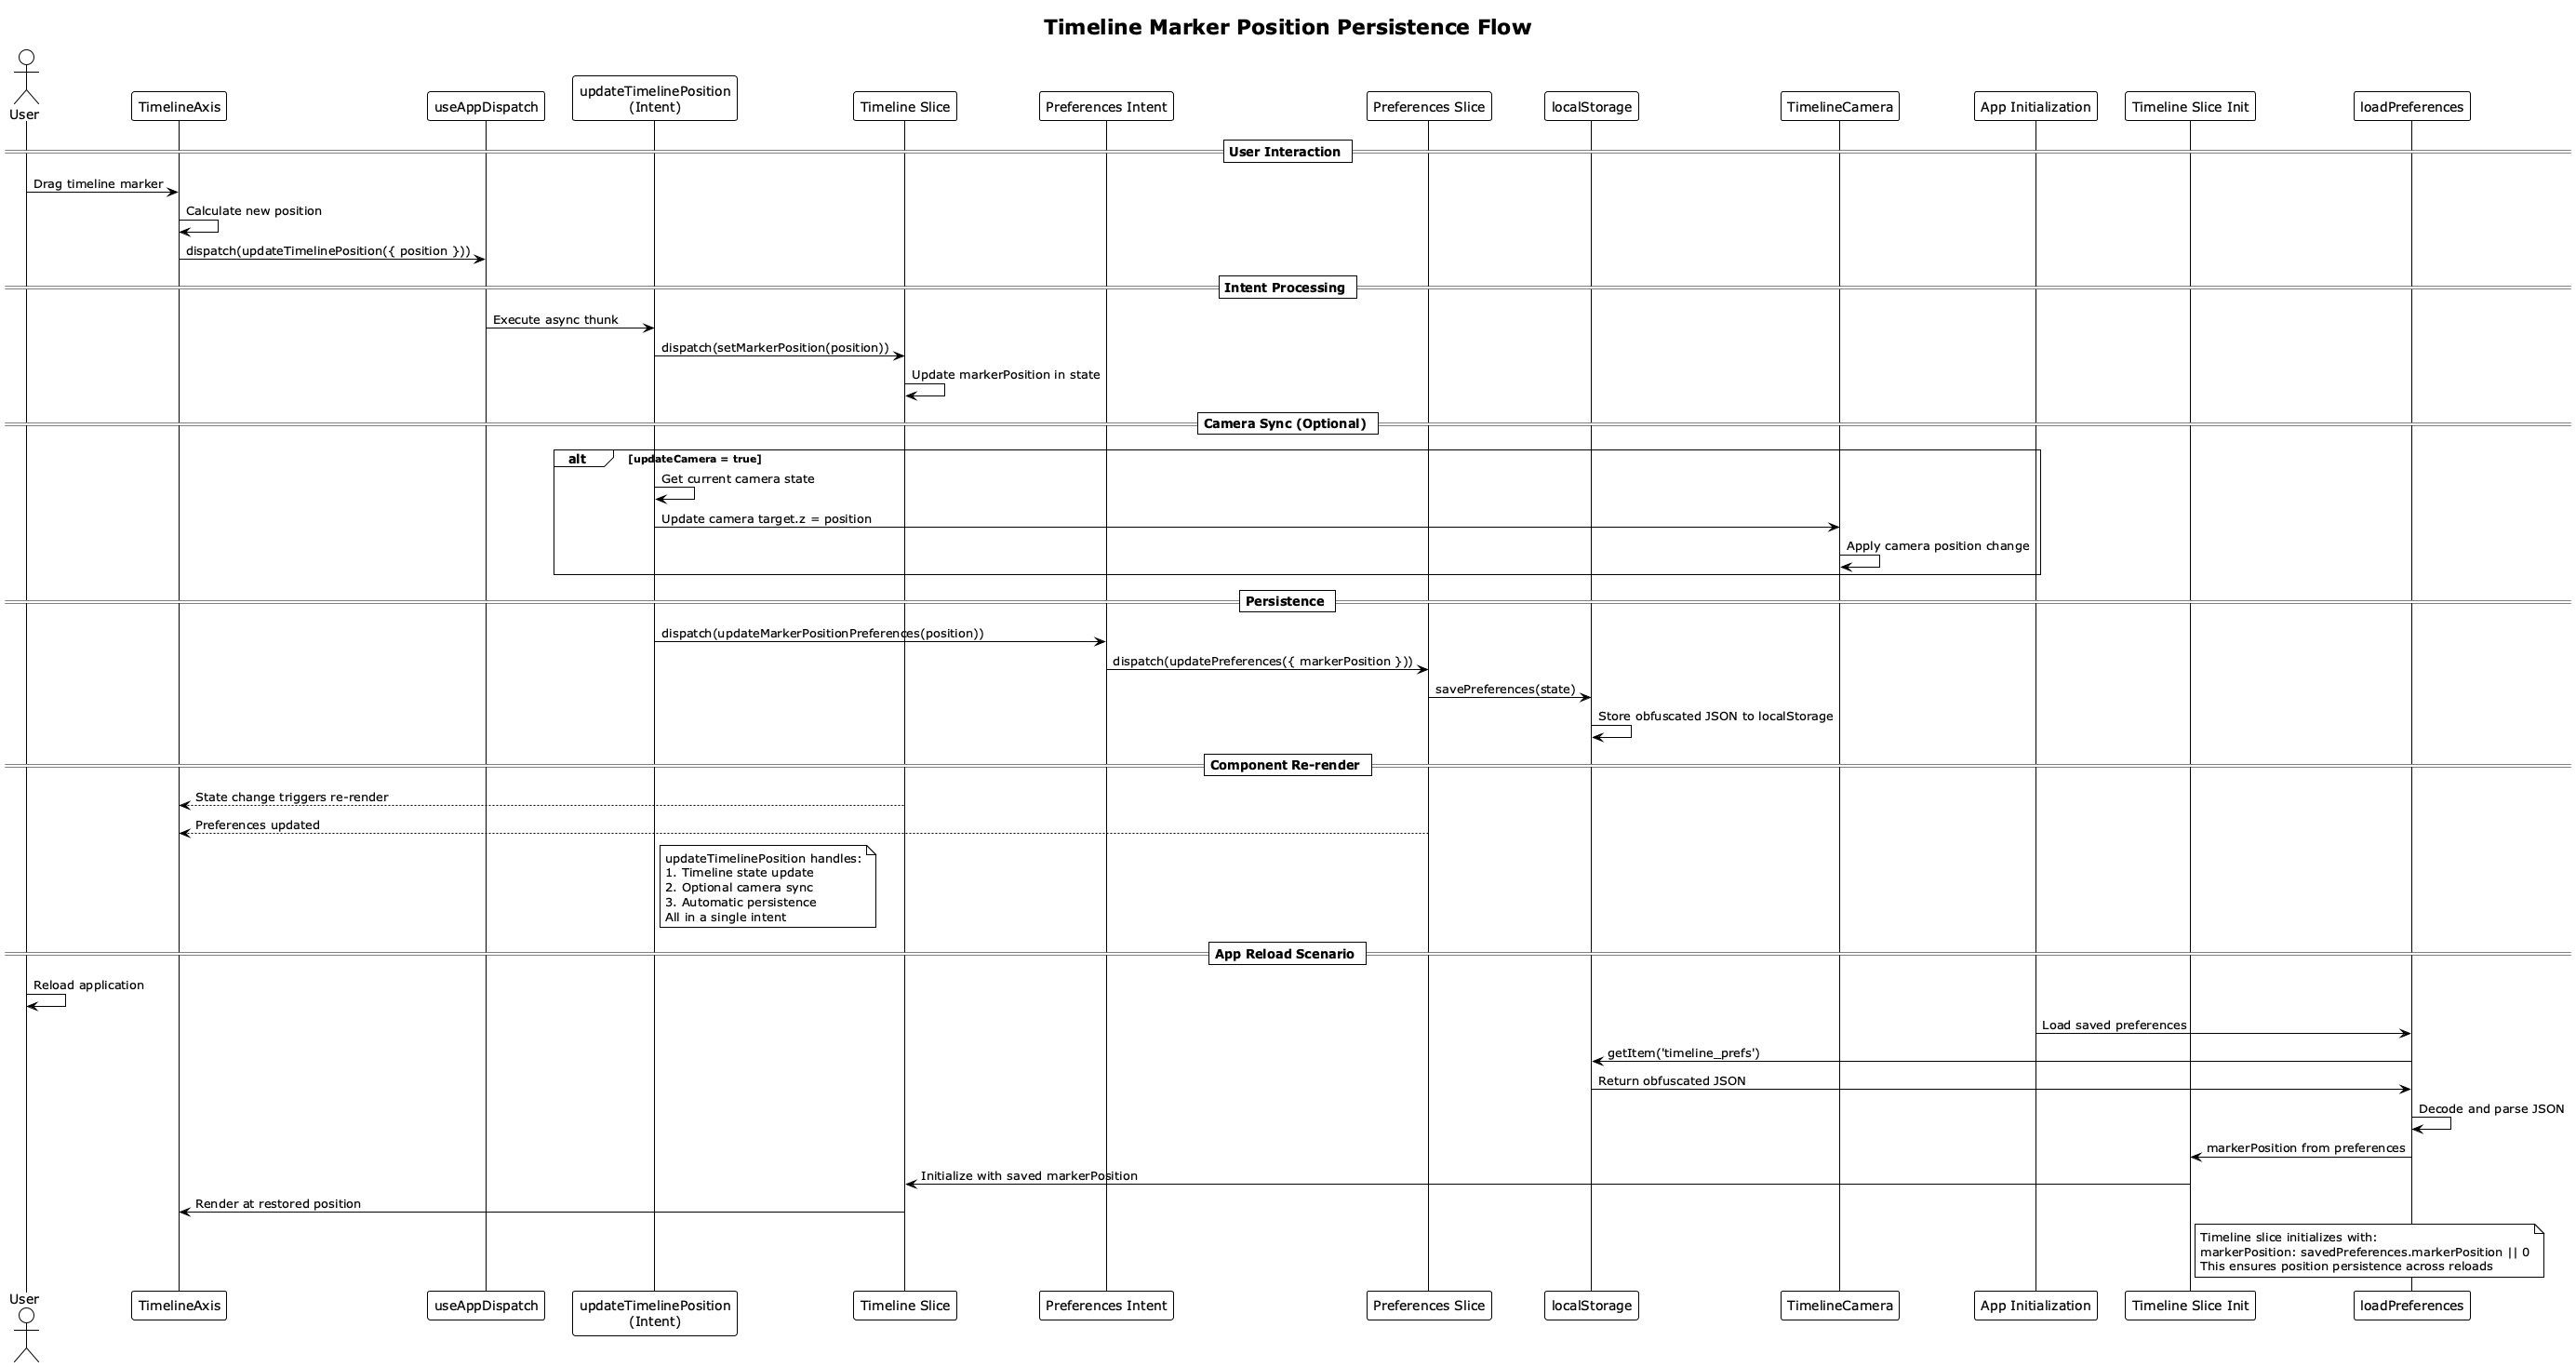 Timeline Marker Position Persistence Flow
User
TimelineAxis
useAppDispatch
updateTimelinePosition
(Intent)
Timeline Slice
Preferences Intent
Preferences Slice
localStorage
TimelineCamera
App Initialization
Timeline Slice Init
loadPreferences
User Interaction
Drag timeline marker
Calculate new position
dispatch(updateTimelinePosition({ position }))
Intent Processing
Execute async thunk
dispatch(setMarkerPosition(position))
Update markerPosition in state
Camera Sync (Optional)
alt
[updateCamera = true]
Get current camera state
Update camera target.z = position
Apply camera position change
Persistence
dispatch(updateMarkerPositionPreferences(position))
dispatch(updatePreferences({ markerPosition }))
savePreferences(state)
Store obfuscated JSON to localStorage
Component Re-render
State change triggers re-render
Preferences updated
updateTimelinePosition handles:
1. Timeline state update
2. Optional camera sync
3. Automatic persistence
All in a single intent
App Reload Scenario
Reload application
Load saved preferences
getItem('timeline_prefs')
Return obfuscated JSON
Decode and parse JSON
markerPosition from preferences
Initialize with saved markerPosition
Render at restored position
Timeline slice initializes with:
markerPosition: savedPreferences.markerPosition || 0
This ensures position persistence across reloads
User
TimelineAxis
useAppDispatch
updateTimelinePosition
(Intent)
Timeline Slice
Preferences Intent
Preferences Slice
localStorage
TimelineCamera
App Initialization
Timeline Slice Init
loadPreferences